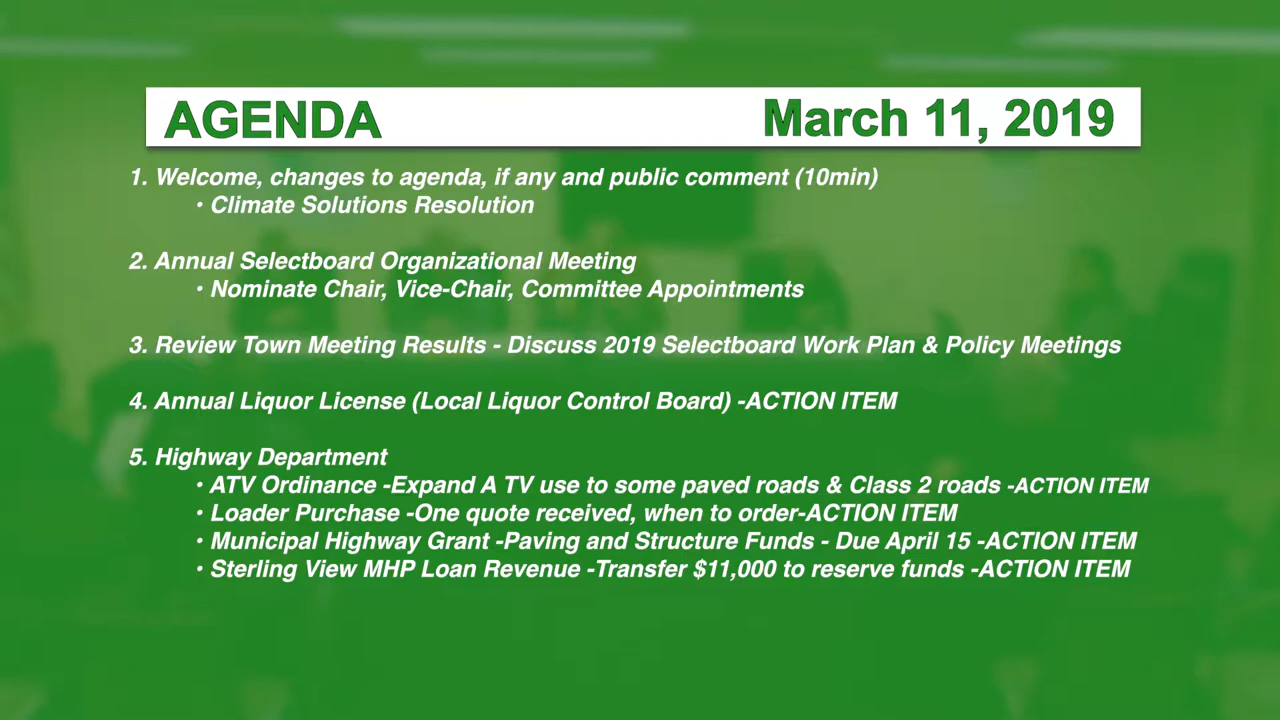 AGENDA March 11, 2019
1. Welcome, changes to agenda, if any and public comment (10min)
• Climate Solutions Resolution
2. Annual Selectboard Organizational Meeting
• Nominate Chair, Vice-Chair, Committee Appointments
3. Review Town Meeting Results - Discuss 2019 Selectboard Work Plan & Policy Meetings
4. Annual Liquor License (Local Liquor Control Board) -ACTION ITEM
5. Highway Department
• ATV Ordinance -Expand A TV use to some paved roads & Class 2 roads -ACTION ITEM
• Loader Purchase -One quote received, when to order-ACTION ITEM
• Municipal Highway Grant -Paving and Structure Funds - Due April 15 -ACTION ITEM
• Sterling View MHP Loan Revenue -Transfer $11,000 to reserve funds -ACTION ITEM